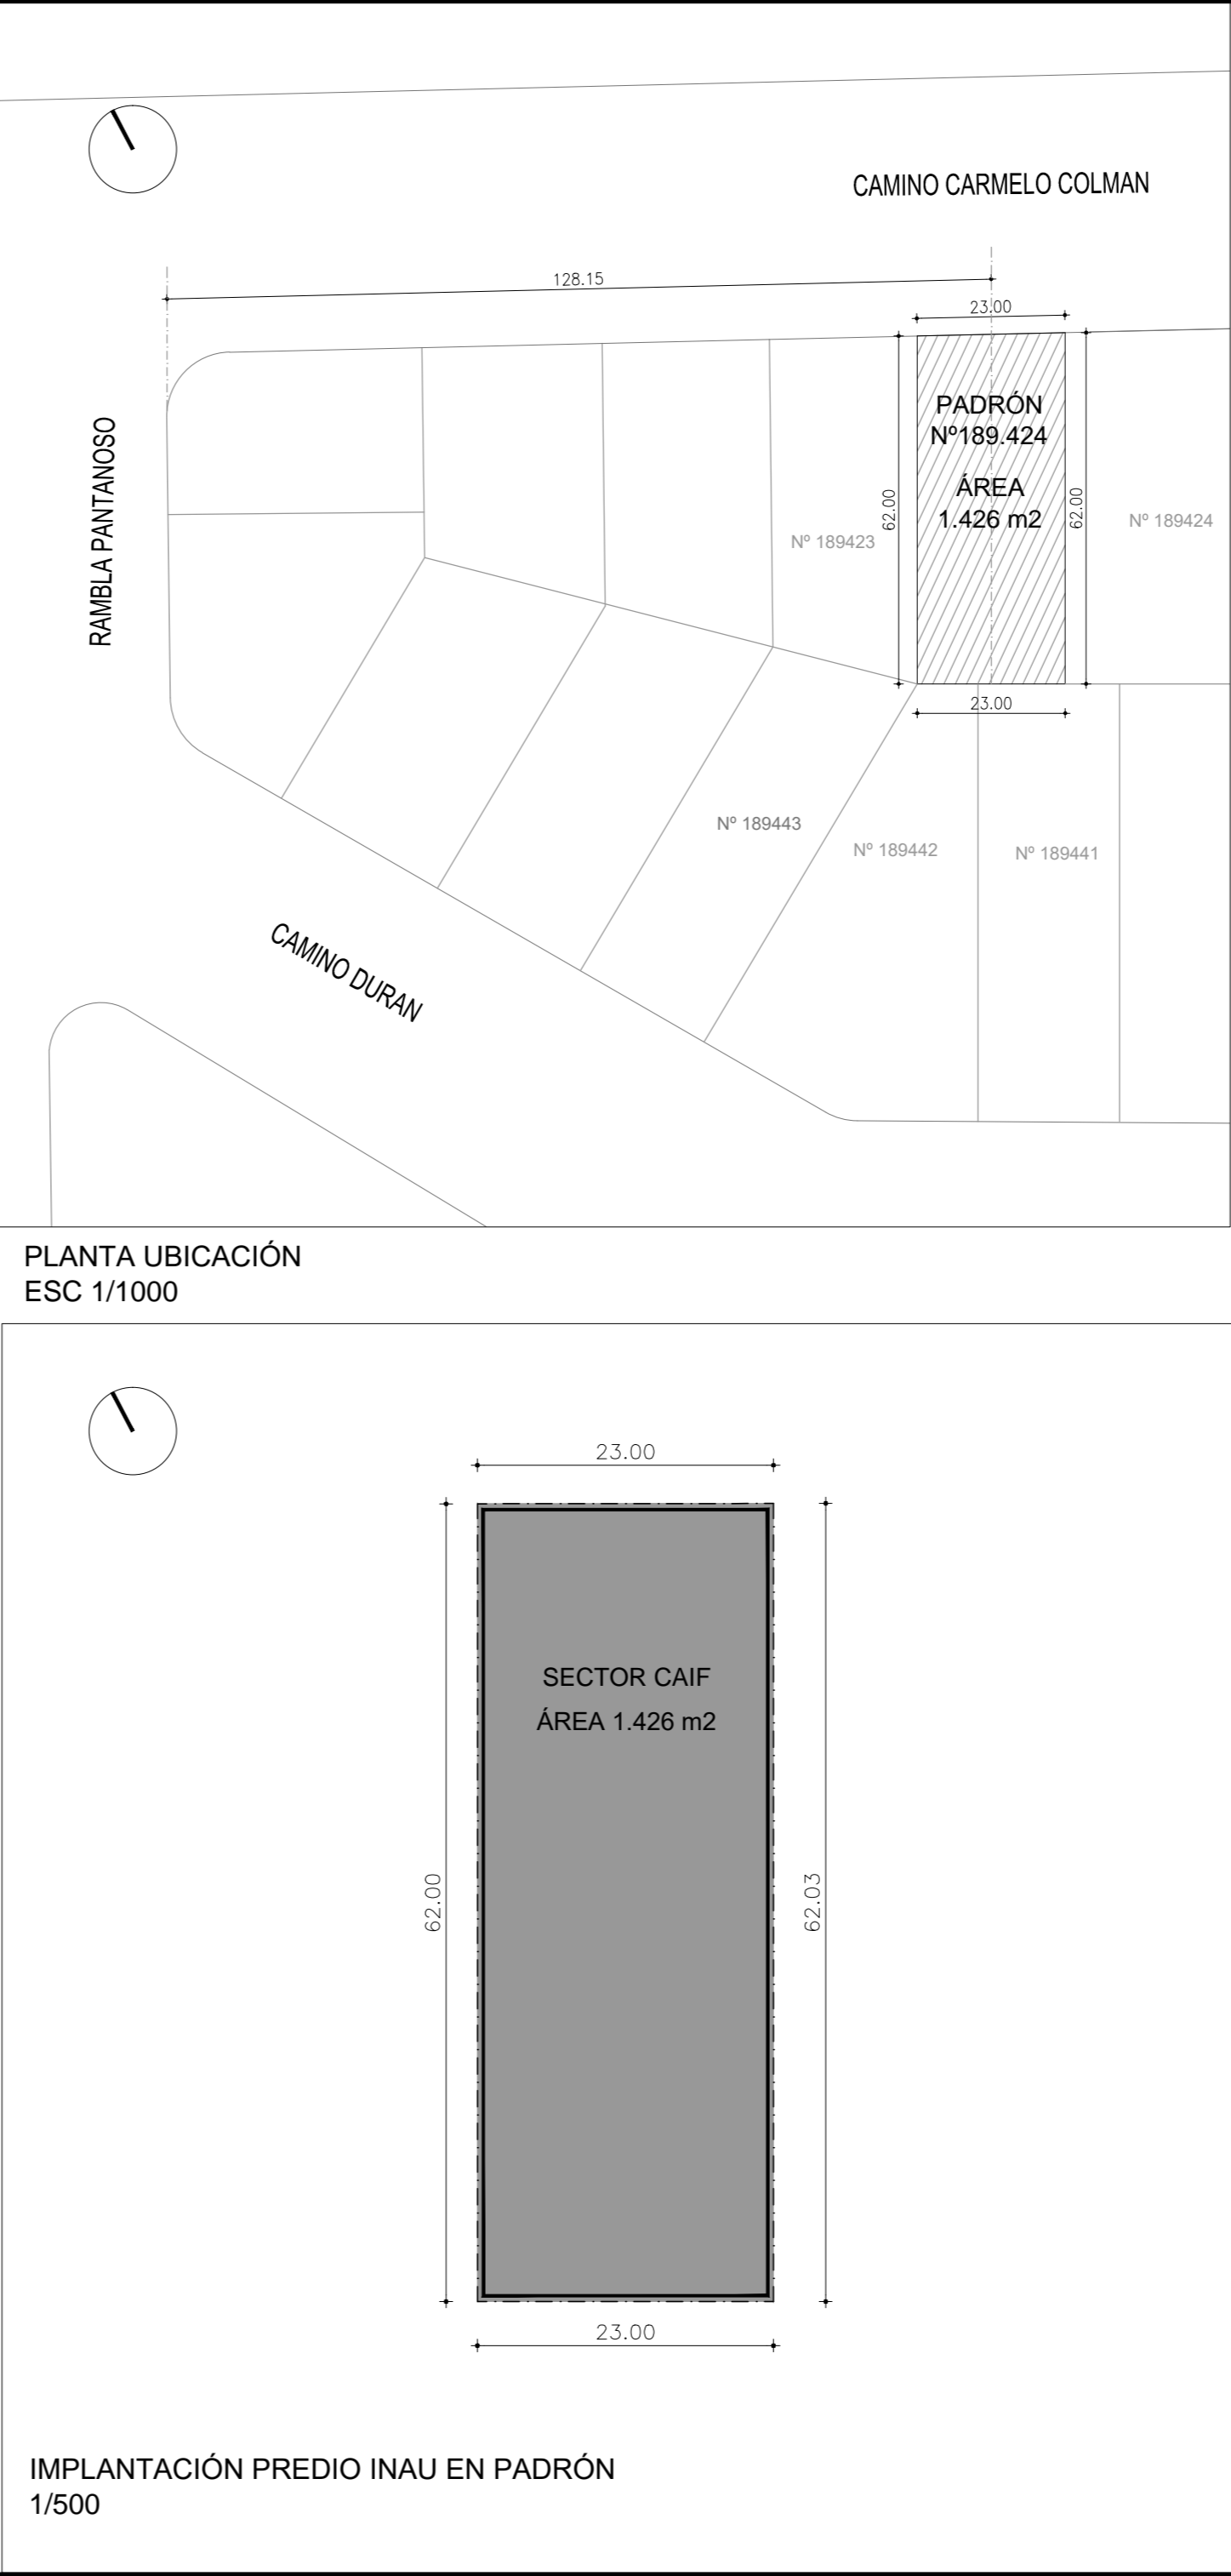 CAMINO CARMELO COLMAN
128.15
23.00
RAMBLA PANTANOSO
PADRÓN
Nº189.424
ÁREA
1.426 m2
62.00
62.00
Nº 189423
Nº 189424
23.00
Nº 189443
Nº 189442
Nº 189441
CAMINO DURAN
PLANTA UBICACIÓN
ESC 1/1000
23.00
SECTOR CAIF
ÁREA 1.426 m2
62.00
62.03
23.00
IMPLANTACIÓN PREDIO INAU EN PADRÓN
1/500